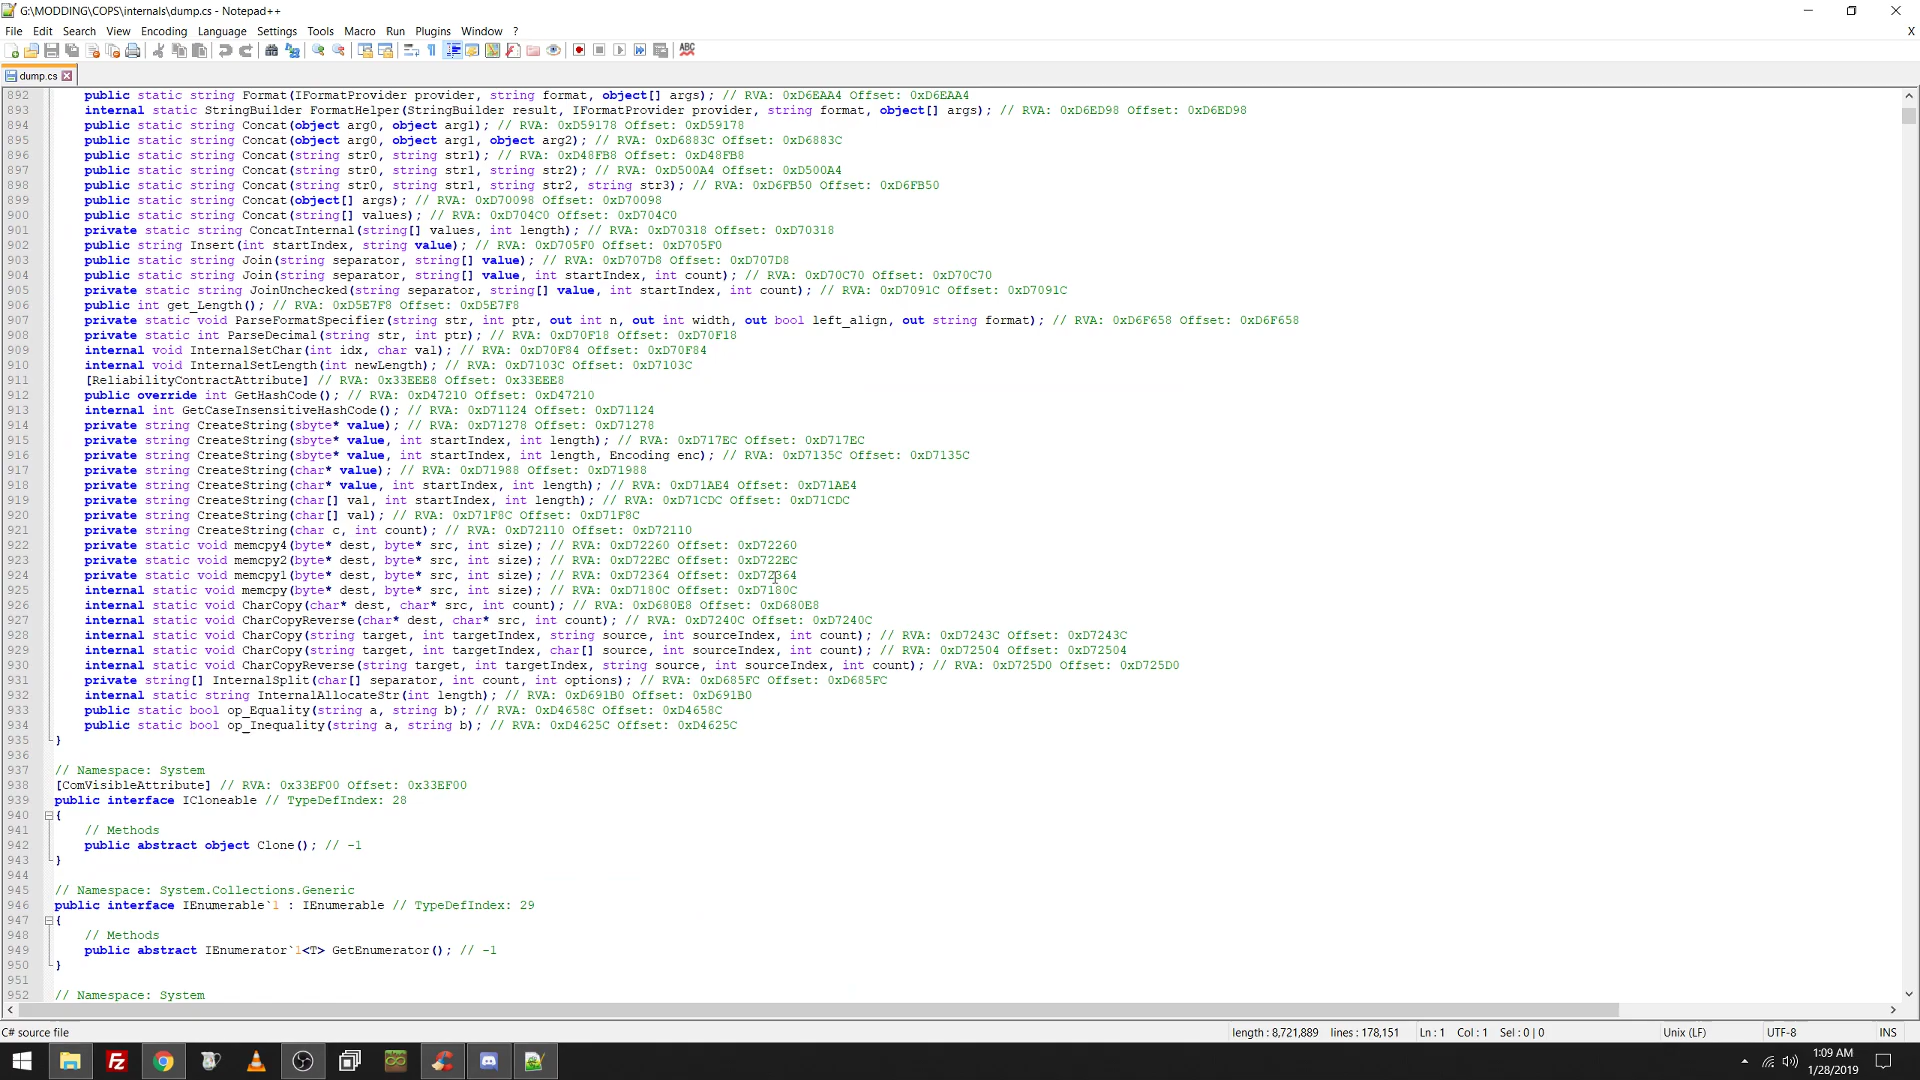 G:\MODDING\COPS\internals\dump.cs - Notepad++
File Edit Search View Encoding Language Settings Tools Macro Run Plugins Window ? X
dump.cs
892 public static string Format(IFormatProvider provider, string format, object[] args); // RVA: 0xD6EAA4 Offset: 0xD6EAA4
893 internal static StringBuilder FormatHelper(StringBuilder result, IFormatProvider provider, string format, object[] args); // RVA: 0xD6ED98 Offset: 0xD6ED98
894 public static string Concat(object arg0, object arg1); // RVA: 0xD59178 Offset: 0xD59178
895 public static string Concat(object arg0, object arg1, object arg2); // RVA: 0xD6883C Offset: 0xD6883C
896 public static string Concat(string str0, string str1); // RVA: 0xD48FB8 Offset: 0xD48FB8
897 public static string Concat(string str0, string str1, string str2); // RVA: 0xD500A4 Offset: 0xD500A4
898 public static string Concat(string str0, string str1, string str2, string str3); // RVA: 0xD6FB50 Offset: 0xD6FB50
899 public static string Concat(object[] args); // RVA: 0xD70098 Offset: 0xD70098
900 public static string Concat(string[] values); // RVA: 0xD704C0 Offset: 0xD704C0
901 private static string ConcatInternal(string[] values, int length); // RVA: 0xD70318 Offset: 0xD70318
902 public string Insert(int startIndex, string value); // RVA: 0xD705F0 Offset: 0xD705F0
903 public static string Join(string separator, string[] value); // RVA: 0xD707D8 Offset: 0xD707D8
904 public static string Join(string separator, string[] value, int startIndex, int count); // RVA: 0xD70C70 Offset: 0xD70C70
905 private static string JoinUnchecked(string separator, string[] value, int startIndex, int count); // RVA: 0xD7091C Offset: 0xD7091C
906 public int get_Length(); // RVA: 0xD5E7F8 Offset: 0xD5E7F8
907 private static void ParseFormatSpecifier(string str, int ptr, out int n, out int width, out bool left_align, out string format); // RVA: 0xD6F658 Offset: 0xD6F658
908 private static int ParseDecimal(string str, int ptr); // RVA: 0xD70F18 Offset: 0xD70F18
909 internal void InternalSetChar(int idx, char val); // RVA: 0xD70F84 Offset: 0xD70F84
910 internal void InternalSetLength(int newLength); // RVA: 0xD7103C Offset: 0xD7103C
911 [ReliabilityContractAttribute] // RVA: 0x33EEE8 Offset: 0x33EEE8
912 public override int GetHashCode(); // RVA: 0xD47210 Offset: 0xD47210
913 internal int GetCaseInsensitiveHashCode(); // RVA: 0xD71124 Offset: 0xD71124
914 private string CreateString(sbyte* value); // RVA: 0xD71278 Offset: 0xD71278
915 private string CreateString(sbyte* value, int startIndex, int length); // RVA: 0xD717EC Offset: 0xD717EC
916 private string CreateString(sbyte* value, int startIndex, int length, Encoding enc); // RVA: 0xD7135C Offset: 0xD7135C
917 private string CreateString(char* value); // RVA: 0xD71988 Offset: 0xD71988
918 private string CreateString(char* value, int startIndex, int length); // RVA: 0xD71AE4 Offset: 0xD71AE4
919 private string CreateString(char[] val, int startIndex, int length); // RVA: 0xD71CDC Offset: 0xD71CDC
920 private string CreateString(char[] val); // RVA: 0xD71F8C Offset: 0xD71F8C
921 private string CreateString(char c, int count); // RVA: 0xD72110 Offset: 0xD72110
922 private static void memcpy4(byte* dest, byte* src, int size); // RVA: 0xD72260 Offset: 0xD72260
923 private static void memcpy2(byte* dest, byte* src, int size); // RVA: 0xD722EC Offset: 0xD722EC
924 private static void memcpy1(byte* dest, byte* src, int size); // RVA: 0xD72364 Offset: 0xD72364
925 internal static void memcpy(byte* dest, byte* src, int size); // RVA: 0xD7180C Offset: 0xD7180C
926 internal static void CharCopy(char* dest, char* src, int count); // RVA: 0xD680E8 Offset: 0xD680E8
927 internal static void CharCopyReverse(char* dest, char* src, int count); // RVA: 0xD7240C Offset: 0xD7240C
928 internal static void CharCopy(string target, int targetIndex, string source, int sourceIndex, int count); // RVA: 0xD7243C Offset: 0xD7243C
929 internal static void CharCopy(string target, int targetIndex, char[] source, int sourceIndex, int count); // RVA: 0xD72504 Offset: 0xD72504
930 internal static void CharCopyReverse(string target, int targetIndex, string source, int sourceIndex, int count); // RVA: 0xD725D0 Offset: 0xD725D0
931 private string[] InternalSplit(char[] separator, int count, int options); // RVA: 0xD685FC Offset: 0xD685FC
932 internal static string InternalAllocateStr(int length); // RVA: 0xD691B0 Offset: 0xD691B0
933 public static bool op_Equality(string a, string b); // RVA: 0xD4658C Offset: 0xD4658C
934 public static bool op_Inequality(string a, string b); // RVA: 0xD4625C Offset: 0xD4625C
935 }
936
937 // Namespace: System
938 [ComVisibleAttribute] // RVA: 0x33EF00 Offset: 0x33EF00
939 public interface ICloneable // TypeDefIndex: 28
940 {
941 // Methods
942 public abstract object Clone(); // -1
943 }
944
945 // Namespace: System.Collections.Generic
946 public interface IEnumerable`1 : IEnumerable // TypeDefIndex: 29
947 {
948 // Methods
949 public abstract IEnumerator`1<T> GetEnumerator(); // -1
950 }
951
952 // Namespace: System
C# source file length : 8,721,889 lines : 178,151 Ln : 1 Col : 1 Sel : 0 | 0 Unix (LF) UTF-8 INS
1:09 AM
1/28/2019